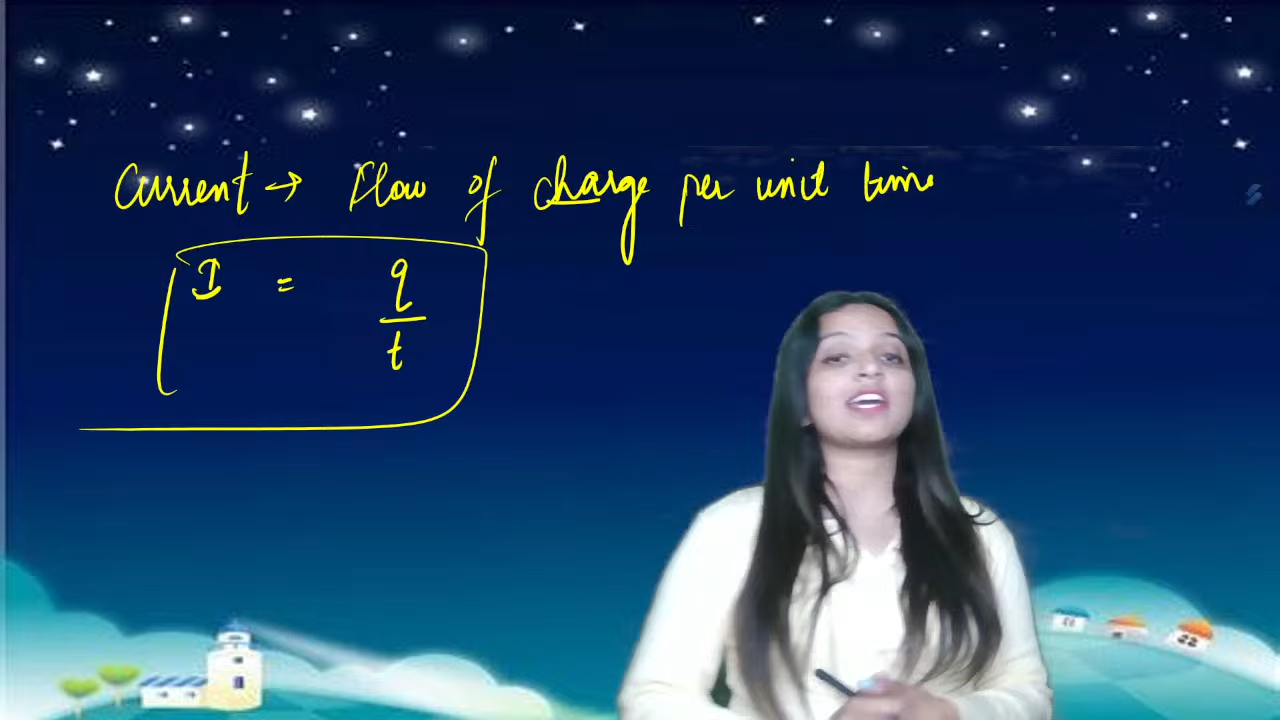 Current → Flow of charge per unit time
I = q/t